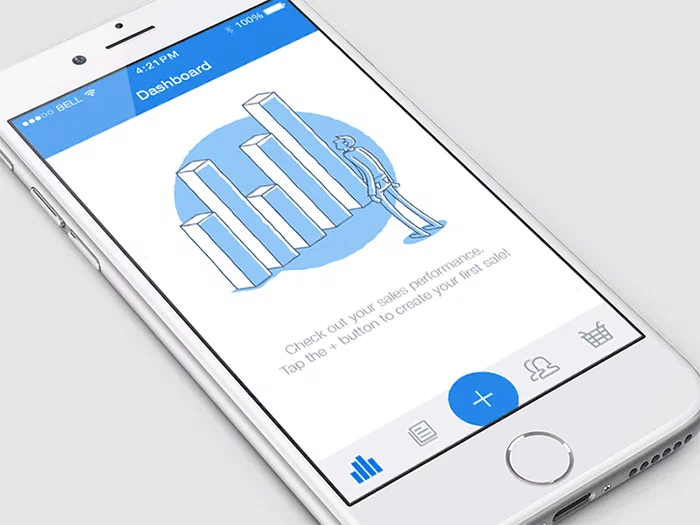 BELL 4:21 PM 100%
Dashboard
Check out your sales performance.
Tap the + button to create your first sale!